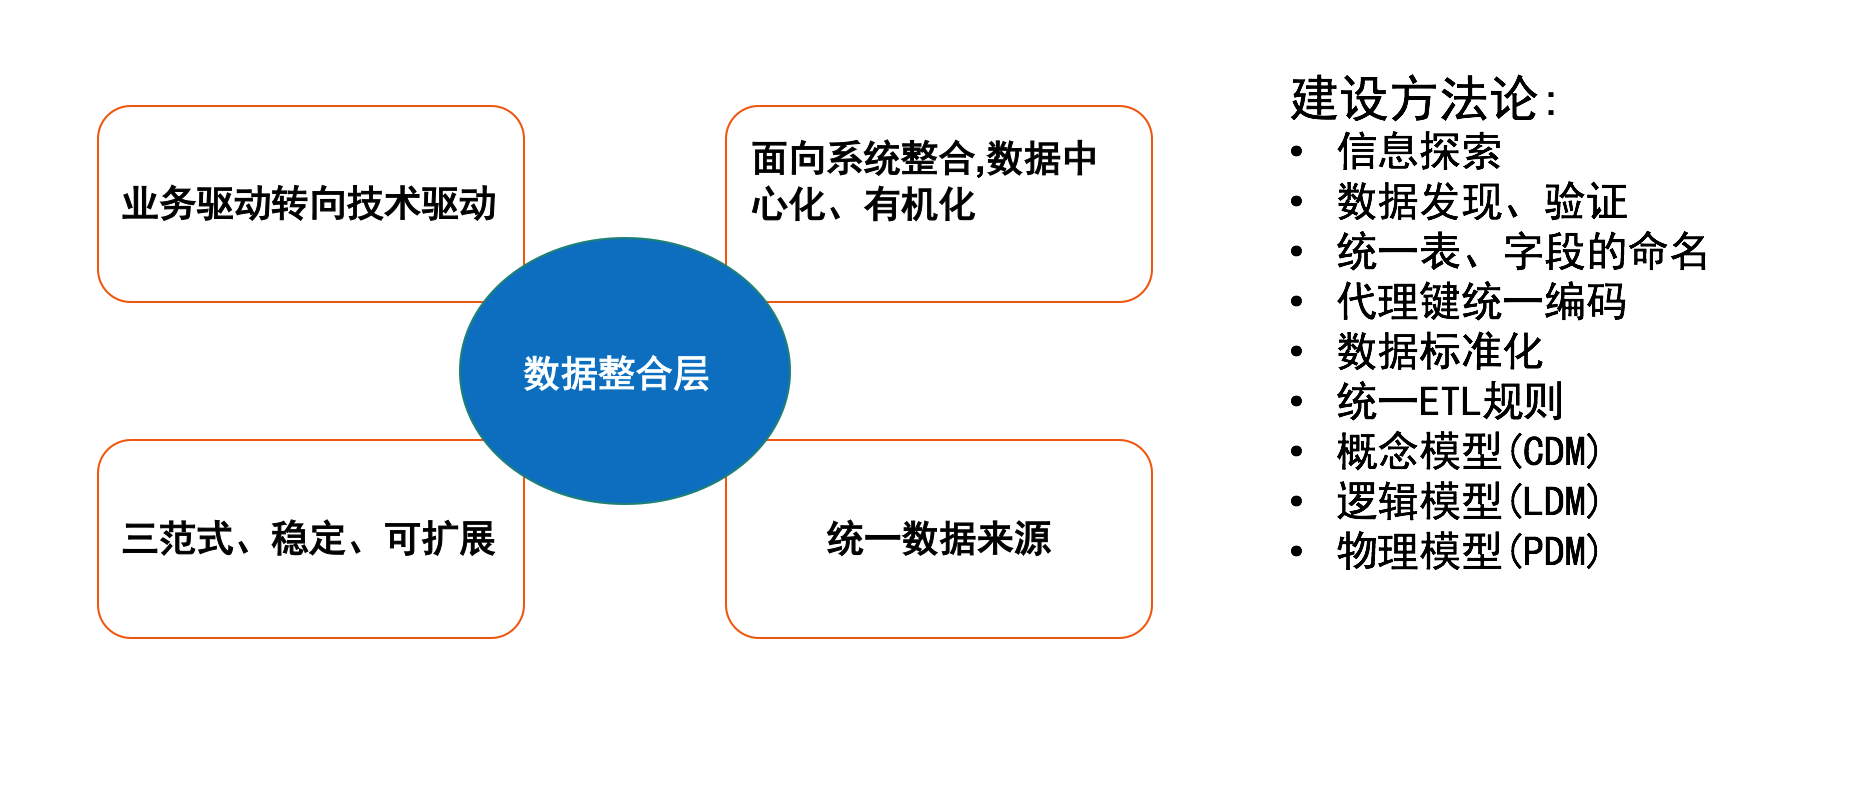 业务驱动转向技术驱动
面向系统整合,数据中
心化、有机化
数据整合层
三范式、稳定、可扩展
统一数据来源
建设方法论:
• 信息探索
• 数据发现、验证
• 统一表、字段的命名
• 代理键统一编码
• 数据标准化
• 统一ETL规则
• 概念模型(CDM)
• 逻辑模型(LDM)
• 物理模型(PDM)